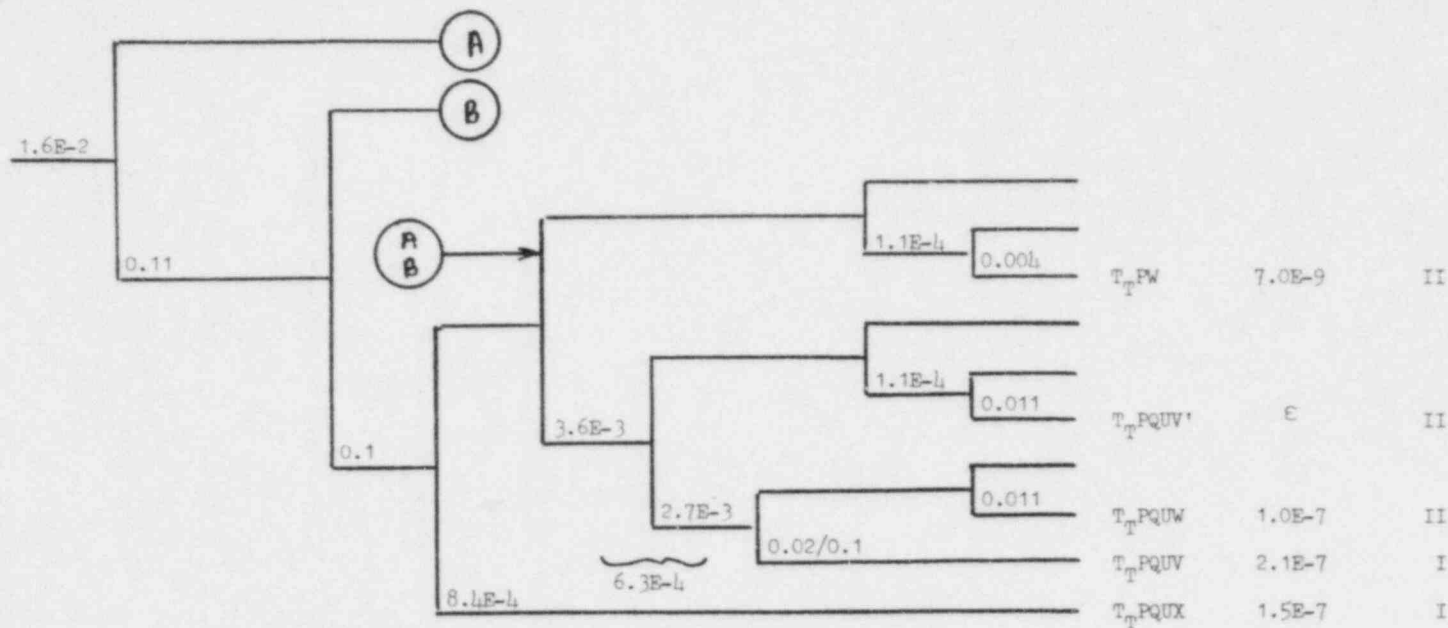 A
B
1.6E-2
A
B
0.11
1.1E-4
0.004
T_TPW 7.0E-9 II
1.1E-4
0.011
T_TPQUV' ε II
3.6E-3
0.1
0.011
T_TPQUW 1.0E-7 II
2.7E-3
0.02/0.1
T_TPQUV 2.1E-7 I
6.3E-4
8.4E-4
T_TPQUX 1.5E-7 I